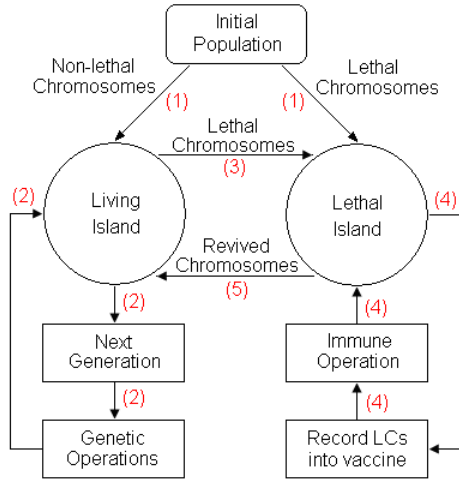 Initial
Population
Non-lethal
Chromosomes
(1)
(1)
Lethal
Chromosomes
Lethal
Chromosomes
(3)
(2)
Living
Island
Lethal
Island
(4)
Revived
Chromosomes
(5)
(2)
(4)
Next
Generation
Immune
Operation
(2)
(4)
Genetic
Operations
Record LCs
into vaccine